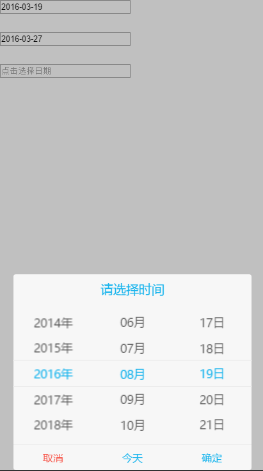 2016-03-19
2016-03-27
点击选择日期
请选择时间
2014年 06月 17日
2015年 07月 18日
2016年 08月 19日
2017年 09月 20日
2018年 10月 21日
取消 今天 确定